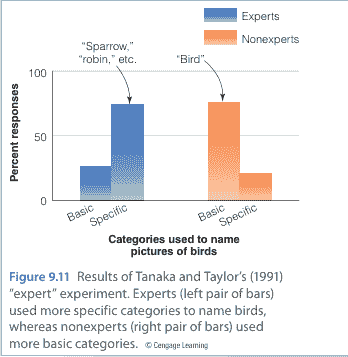 Experts
Nonexperts
“Sparrow,”
“robin,” etc.
“Bird”
100
50
0
Percent responses
Basic
Specific
Basic
Specific
Categories used to name
pictures of birds
Figure 9.11 Results of Tanaka and Taylor’s (1991)
“expert” experiment. Experts (left pair of bars)
used more specific categories to name birds,
whereas nonexperts (right pair of bars) used
more basic categories. © Cengage Learning